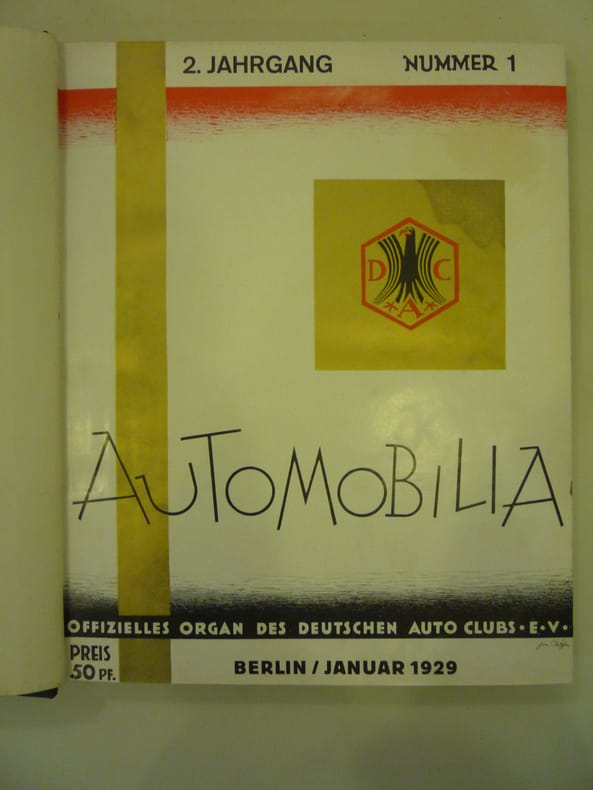 2. JAHRGANG NUMMER 1
D C
*A*
AUTOMOBILIA
OFFIZIELLES ORGAN DES DEUTSCHEN AUTO CLUBS · E · V ·
PREIS
50 PF.
BERLIN / JANUAR 1929